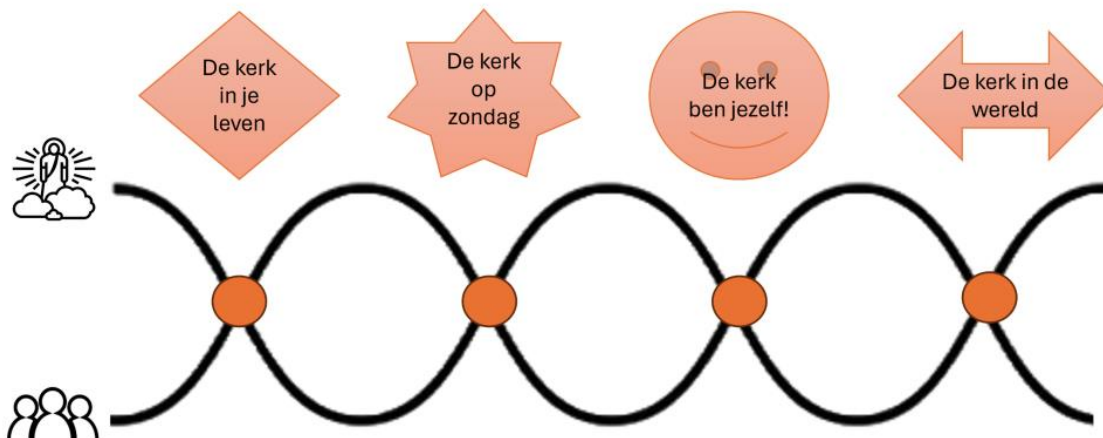 De kerk
in je
leven
De kerk
op
zondag
De kerk
ben jezelf!
De kerk in de
wereld